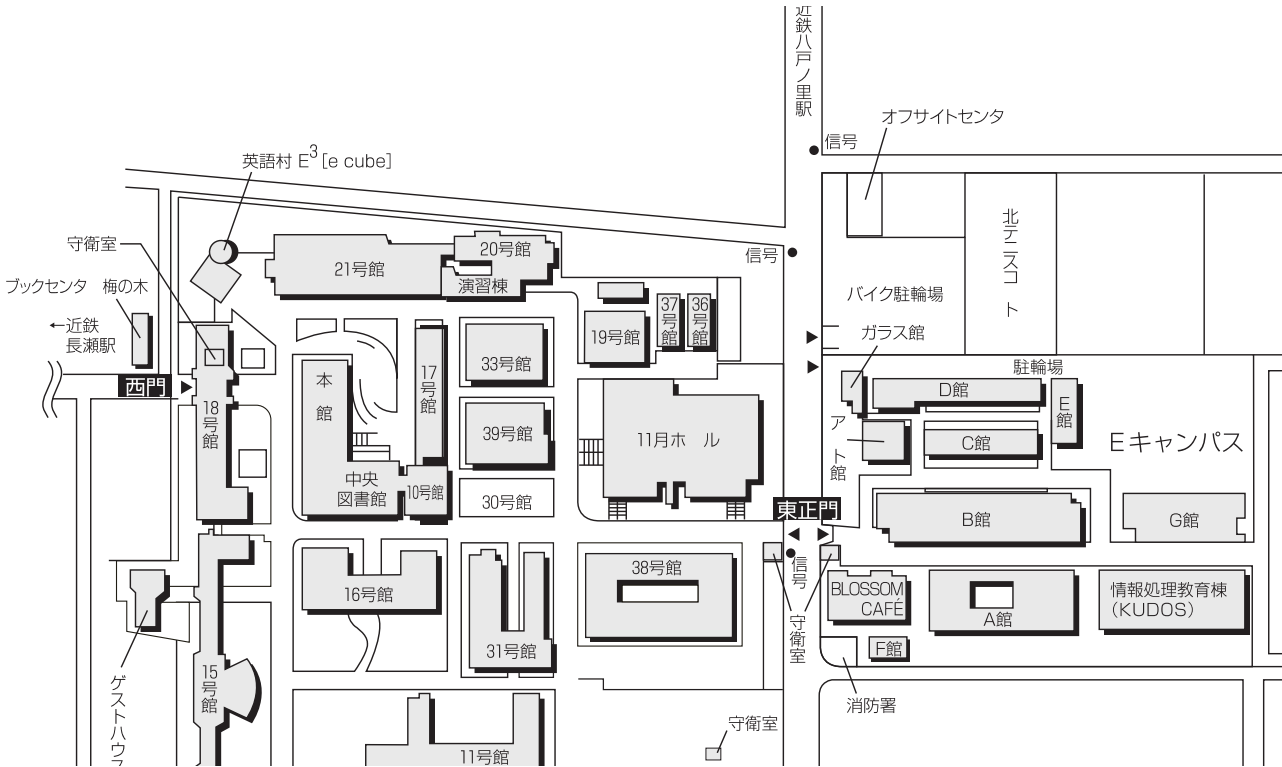 近鉄八戸ノ里駅
オフサイトセンタ
信号
英語村 E3 [e cube]
守衛室
ブックセンタ 梅の木
←近鉄
長瀬駅
西門
18号館
21号館
20号館
演習棟
信号
北テニスコート
バイク駐輪場
ガラス館
駐輪場
19号館
37号館
36号館
33号館
本館
17号館
39号館
11月ホール
D館
E館
アート館
C館
Eキャンパス
中央
図書館
10号館
30号館
東正門
B館
G館
信号
守衛室
16号館
38号館
31号館
BLOSSOM
CAFÉ
A館
情報処理教育棟
(KUDOS)
F館
消防署
ゲストハウス
15号館
11号館
守衛室